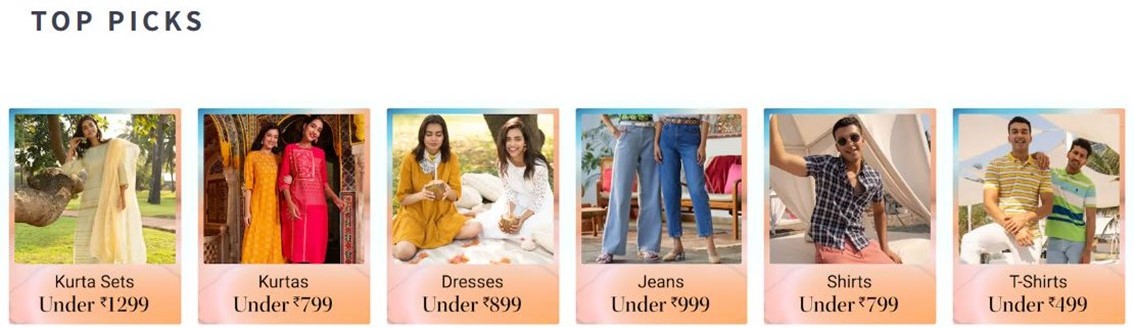 TOP PICKS
Kurta Sets
Under ₹1299
Kurtas
Under ₹799
Dresses
Under ₹899
Jeans
Under ₹999
Shirts
Under ₹799
T-Shirts
Under ₹499